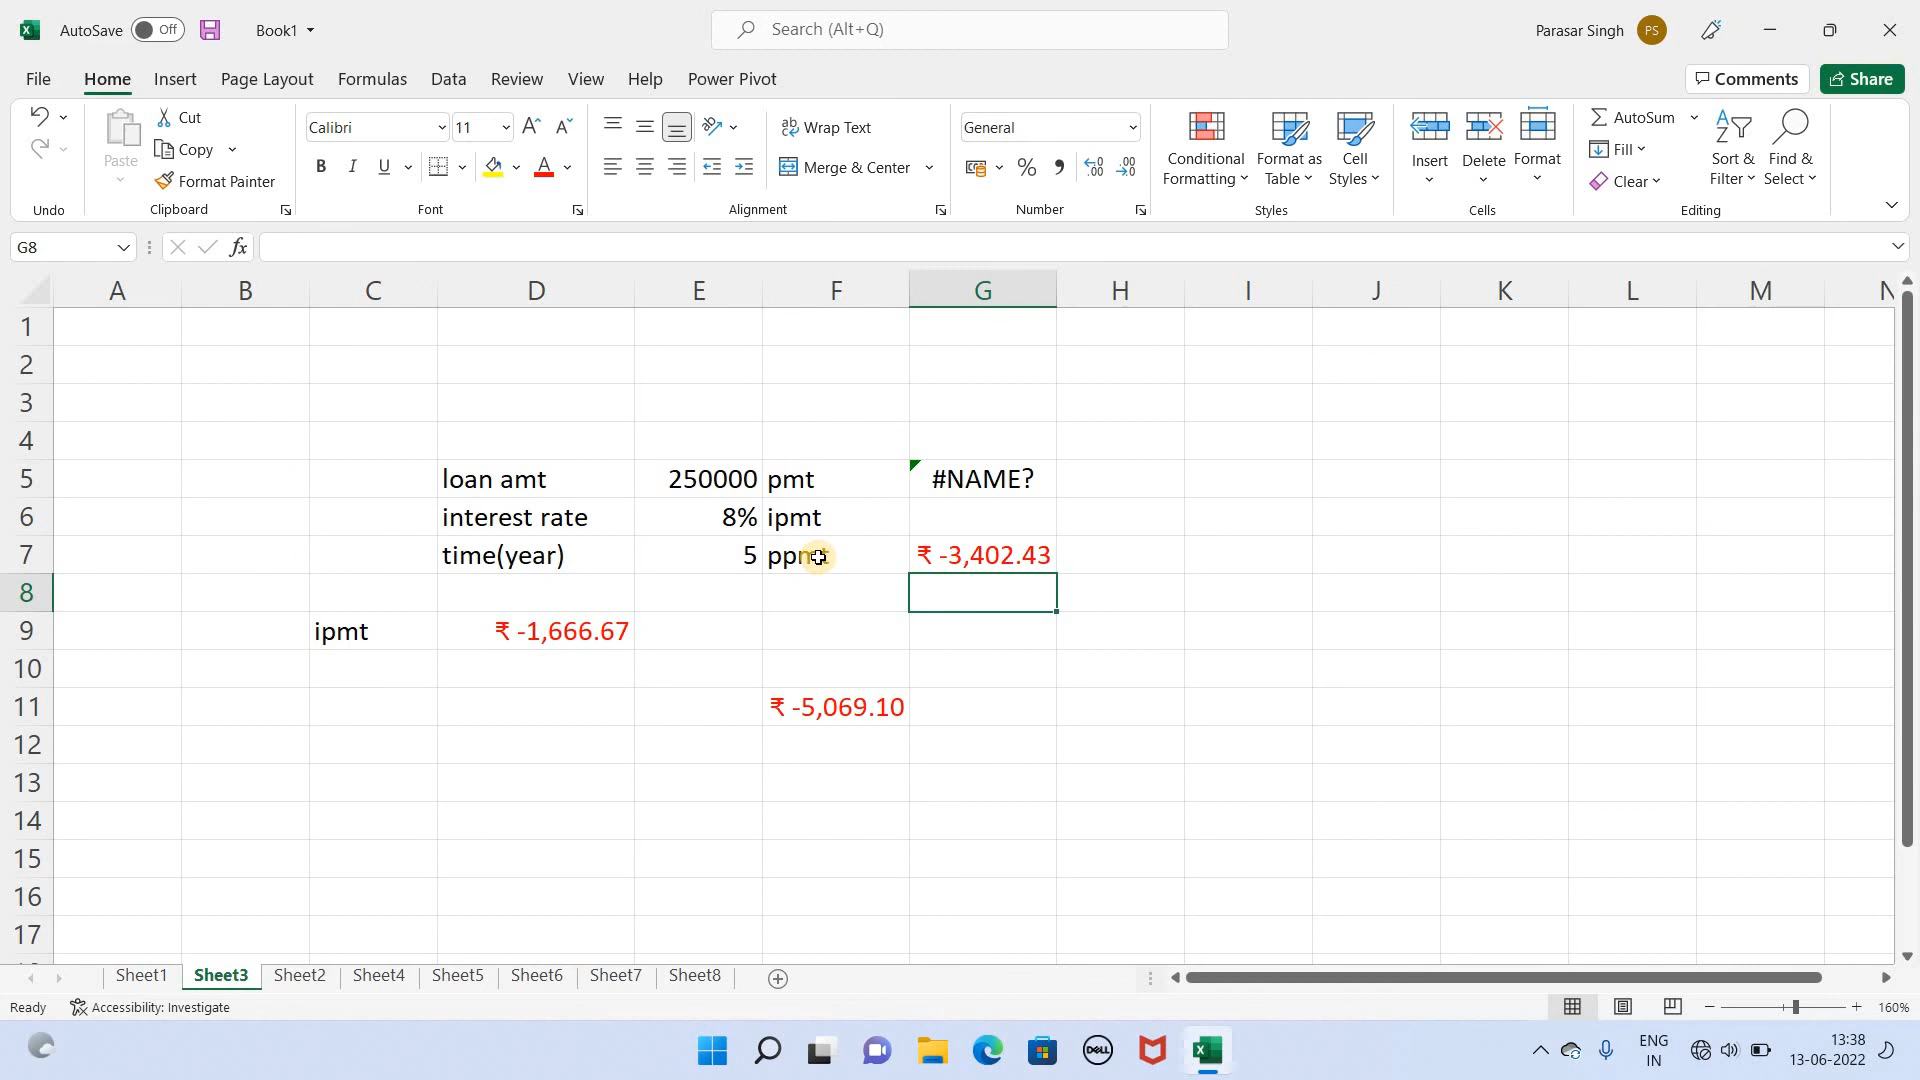 AutoSave Off Book1 Search (Alt+Q) Parasar Singh PS
File Home Insert Page Layout Formulas Data Review View Help Power Pivot Comments Share
Cut
Copy
Format Painter
Paste
Undo
Clipboard
Calibri 11
B I U
Font
Wrap Text
Merge & Center
Alignment
General
Number
Conditional Formatting
Format as Table
Cell Styles
Styles
Insert Delete Format
Cells
AutoSum
Fill
Clear
Sort & Filter
Find & Select
Editing
G8 fx
A B C D E F G H I J K L M N
1
2
3
4
5 loan amt 250000 pmt #NAME?
6 interest rate 8% ipmt
7 time(year) 5 ppmt ₹ -3,402.43
8
9 ipmt ₹ -1,666.67
10
11 ₹ -5,069.10
12
13
14
15
16
17
Sheet1 Sheet3 Sheet2 Sheet4 Sheet5 Sheet6 Sheet7 Sheet8
Ready Accessibility: Investigate 160%
DELL
ENG
IN
13:38
13-06-2022